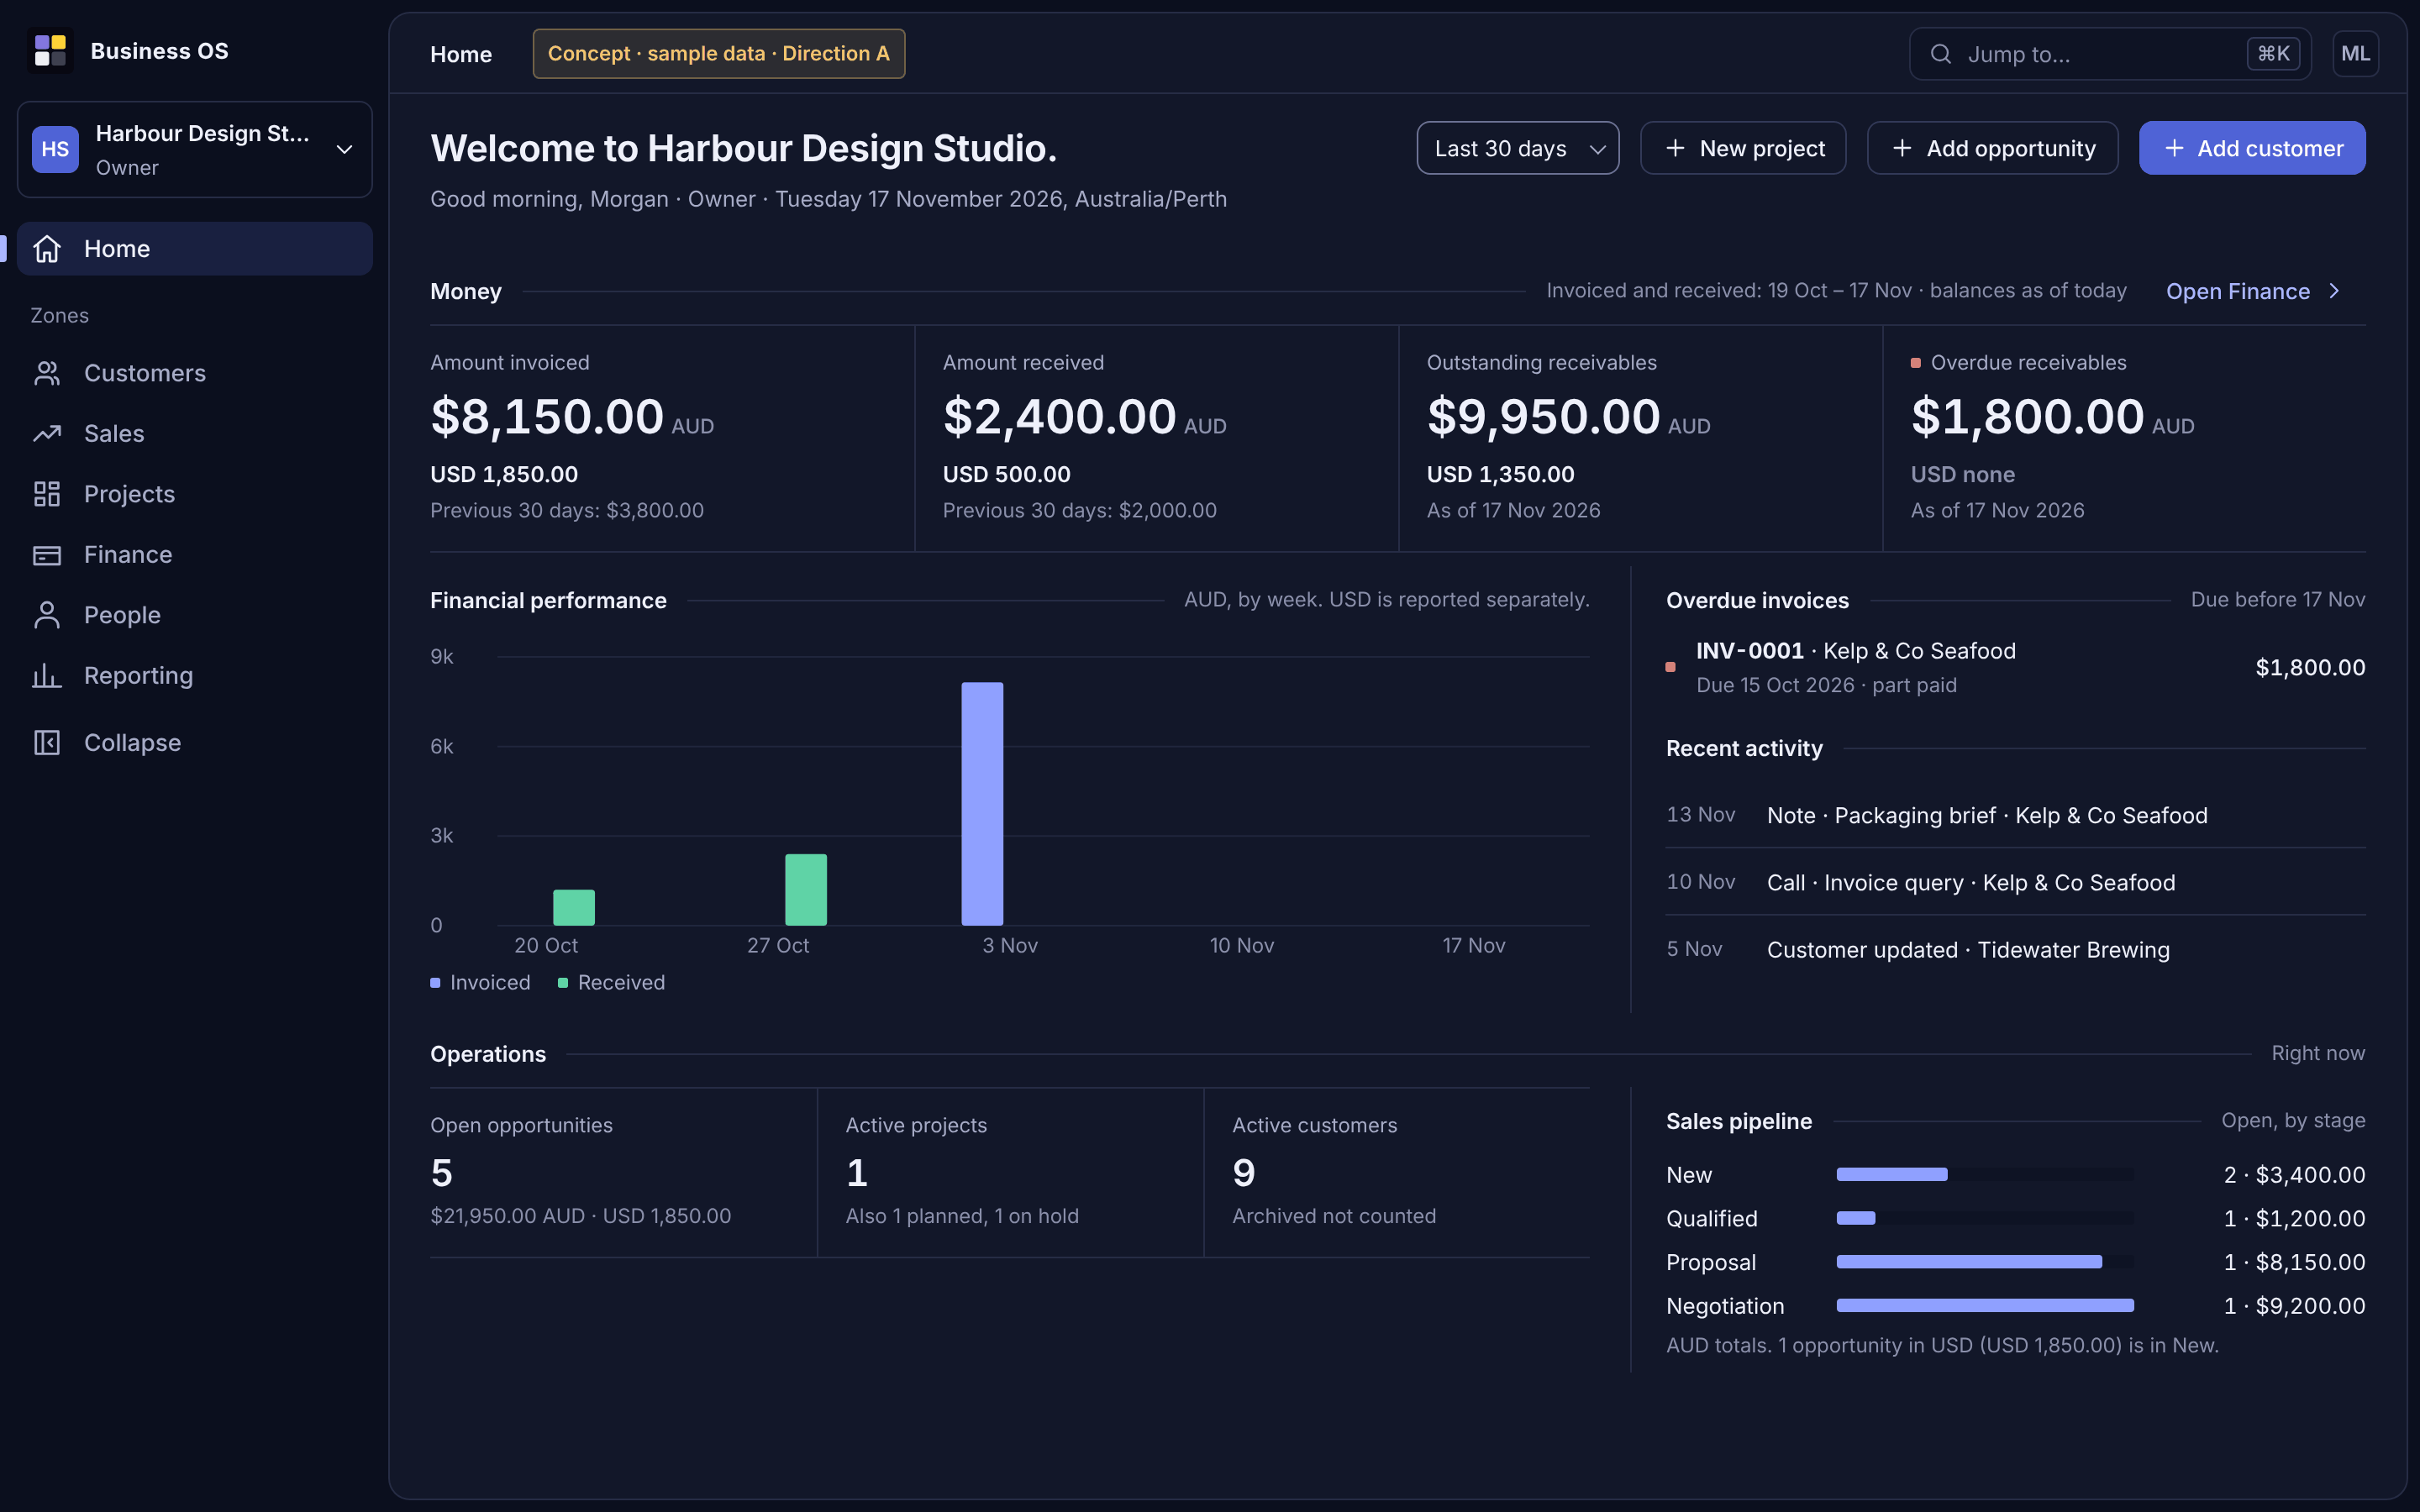 Business OS
HS
Harbour Design St...
Owner
Home
Zones
Customers
Sales
Projects
Finance
People
Reporting
Collapse
Home
Concept · sample data · Direction A
Jump to...
⌘K
ML
Welcome to Harbour Design Studio.
Good morning, Morgan · Owner · Tuesday 17 November 2026, Australia/Perth
Last 30 days
New project
Add opportunity
Add customer
Money
Invoiced and received: 19 Oct – 17 Nov · balances as of today
Open Finance
Amount invoiced
$8,150.00 AUD
USD 1,850.00
Previous 30 days: $3,800.00
Amount received
$2,400.00 AUD
USD 500.00
Previous 30 days: $2,000.00
Outstanding receivables
$9,950.00 AUD
USD 1,350.00
As of 17 Nov 2026
Overdue receivables
$1,800.00 AUD
USD none
As of 17 Nov 2026
Financial performance
AUD, by week. USD is reported separately.
9k
6k
3k
0
20 Oct
27 Oct
3 Nov
10 Nov
17 Nov
Invoiced
Received
Overdue invoices
Due before 17 Nov
INV-0001 · Kelp & Co Seafood
Due 15 Oct 2026 · part paid
$1,800.00
Recent activity
13 Nov Note · Packaging brief · Kelp & Co Seafood
10 Nov Call · Invoice query · Kelp & Co Seafood
5 Nov Customer updated · Tidewater Brewing
Operations
Right now
Open opportunities
5
$21,950.00 AUD · USD 1,850.00
Active projects
1
Also 1 planned, 1 on hold
Active customers
9
Archived not counted
Sales pipeline
Open, by stage
New 2 · $3,400.00
Qualified 1 · $1,200.00
Proposal 1 · $8,150.00
Negotiation 1 · $9,200.00
AUD totals. 1 opportunity in USD (USD 1,850.00) is in New.